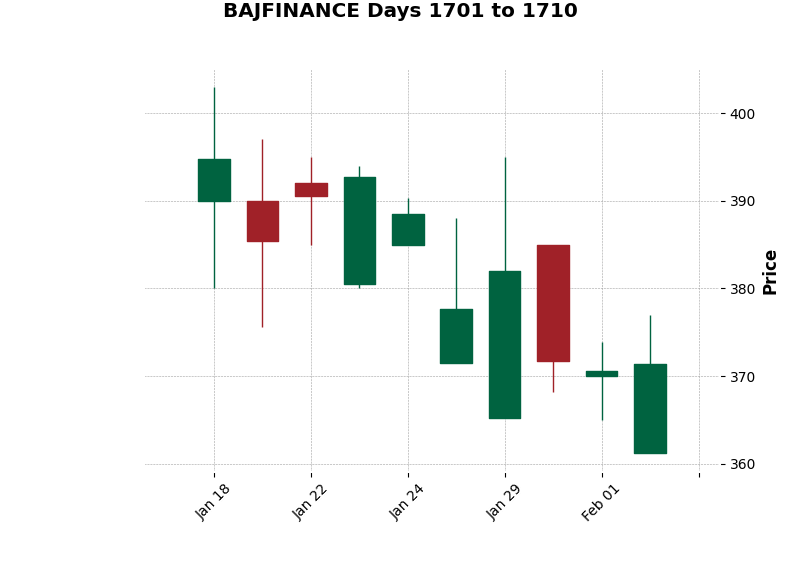 BAJFINANCE Days 1701 to 1710
400
390
380
370
360
Price
Jan 18
Jan 22
Jan 24
Jan 29
Feb 01